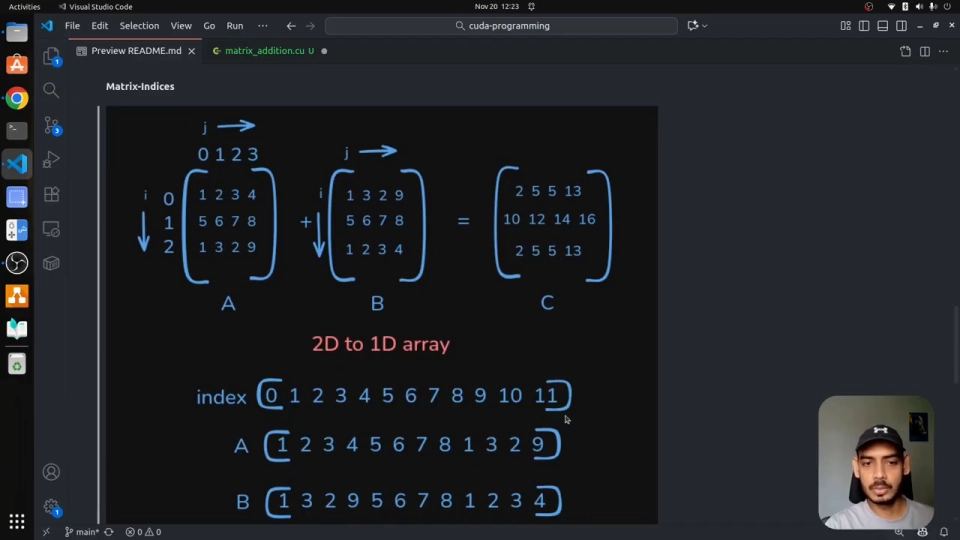 Activities
Visual Studio Code
Nov 20 12:23
File Edit Selection View Go Run ···
cuda-programming
Preview README.md
matrix_addition.cu U
Matrix-Indices
j
0 1 2 3
j
i 0 1 2 3 4
1 5 6 7 8
2 1 3 2 9
+
i 1 3 2 9
5 6 7 8
1 2 3 4
=
2 5 5 13
10 12 14 16
2 5 5 13
A B C
2D to 1D array
index 0 1 2 3 4 5 6 7 8 9 10 11
A 1 2 3 4 5 6 7 8 1 3 2 9
B 1 3 2 9 5 6 7 8 1 2 3 4
main* 0 0